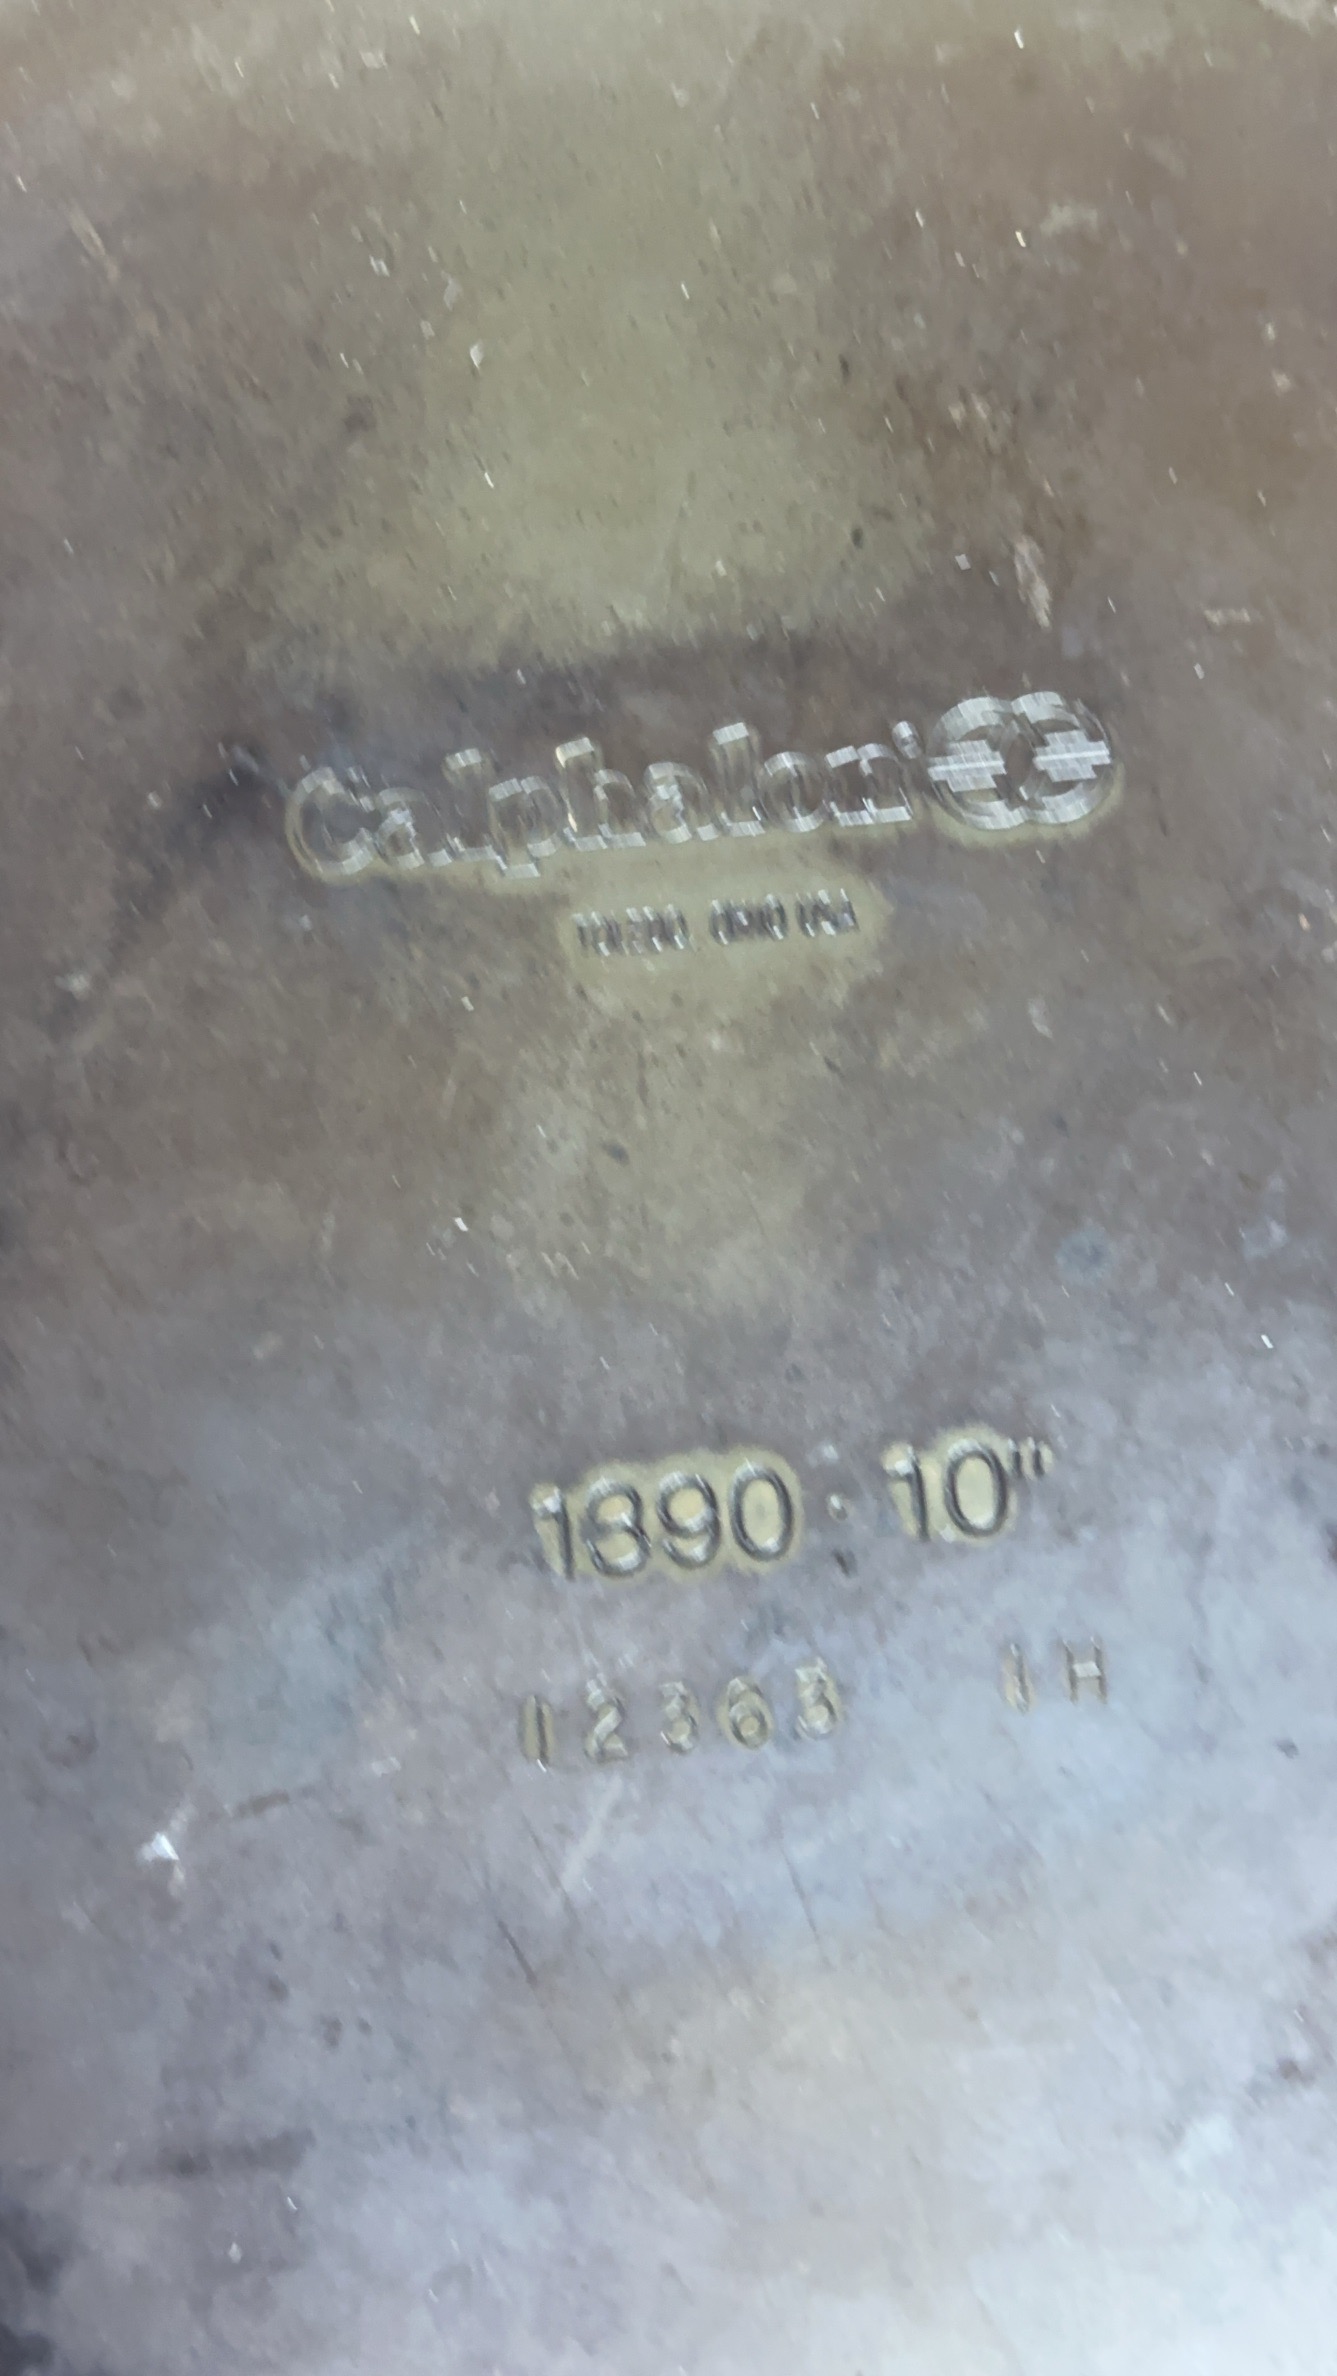 Calphalon
TOLEDO, OHIO USA
1390 · 10"
12363 1H